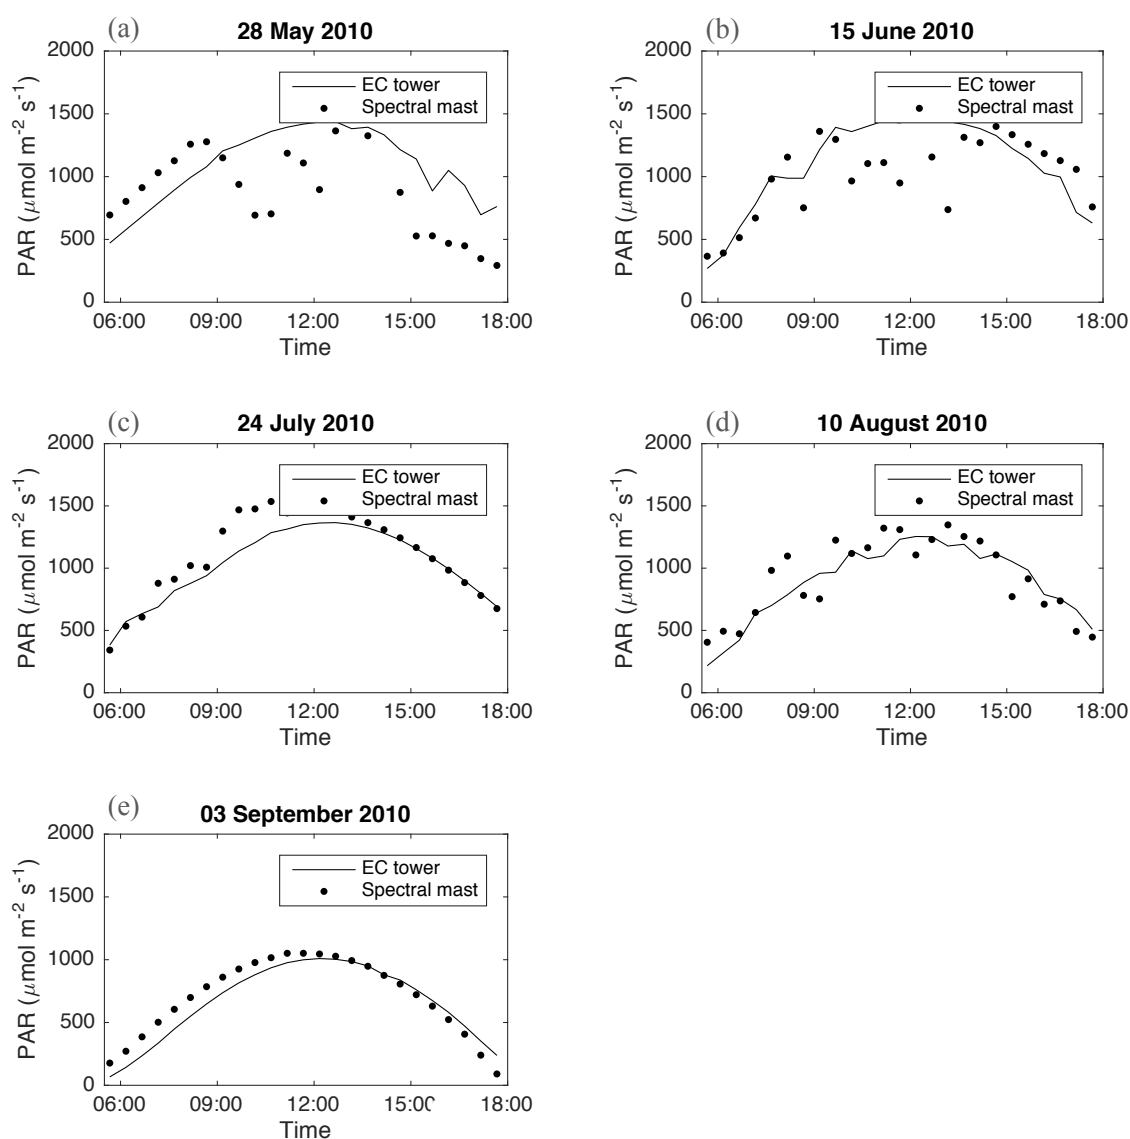 (a)
28 May 2010
2000
1500
1000
500
0
PAR (μmol m-2 s-1)
EC tower
Spectral mast
06:00 09:00 12:00 15:00 18:00
Time
(b)
15 June 2010
2000
1500
1000
500
0
PAR (μmol m-2 s-1)
EC tower
Spectral mast
06:00 09:00 12:00 15:00 18:00
Time
(c)
24 July 2010
2000
1500
1000
500
0
PAR (μmol m-2 s-1)
EC tower
Spectral mast
06:00 09:00 12:00 15:00 18:00
Time
(d)
10 August 2010
2000
1500
1000
500
0
PAR (μmol m-2 s-1)
EC tower
Spectral mast
06:00 09:00 12:00 15:00 18:00
Time
(e)
03 September 2010
2000
1500
1000
500
0
PAR (μmol m-2 s-1)
EC tower
Spectral mast
06:00 09:00 12:00 15:00 18:00
Time